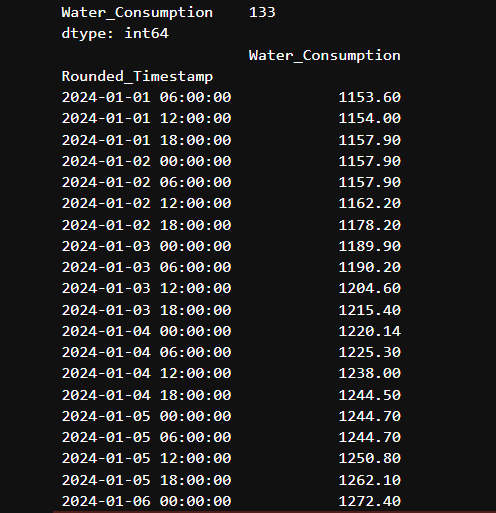 Water_Consumption    133
dtype: int64
                     Water_Consumption
Rounded_Timestamp
2024-01-01 06:00:00            1153.60
2024-01-01 12:00:00            1154.00
2024-01-01 18:00:00            1157.90
2024-01-02 00:00:00            1157.90
2024-01-02 06:00:00            1157.90
2024-01-02 12:00:00            1162.20
2024-01-02 18:00:00            1178.20
2024-01-03 00:00:00            1189.90
2024-01-03 06:00:00            1190.20
2024-01-03 12:00:00            1204.60
2024-01-03 18:00:00            1215.40
2024-01-04 00:00:00            1220.14
2024-01-04 06:00:00            1225.30
2024-01-04 12:00:00            1238.00
2024-01-04 18:00:00            1244.50
2024-01-05 00:00:00            1244.70
2024-01-05 06:00:00            1244.70
2024-01-05 12:00:00            1250.80
2024-01-05 18:00:00            1262.10
2024-01-06 00:00:00            1272.40